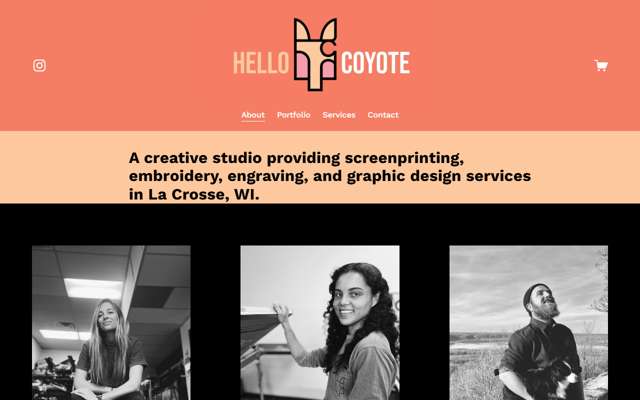 HELLO COYOTE
About Portfolio Services Contact
A creative studio providing screenprinting,
embroidery, engraving, and graphic design services
in La Crosse, WI.